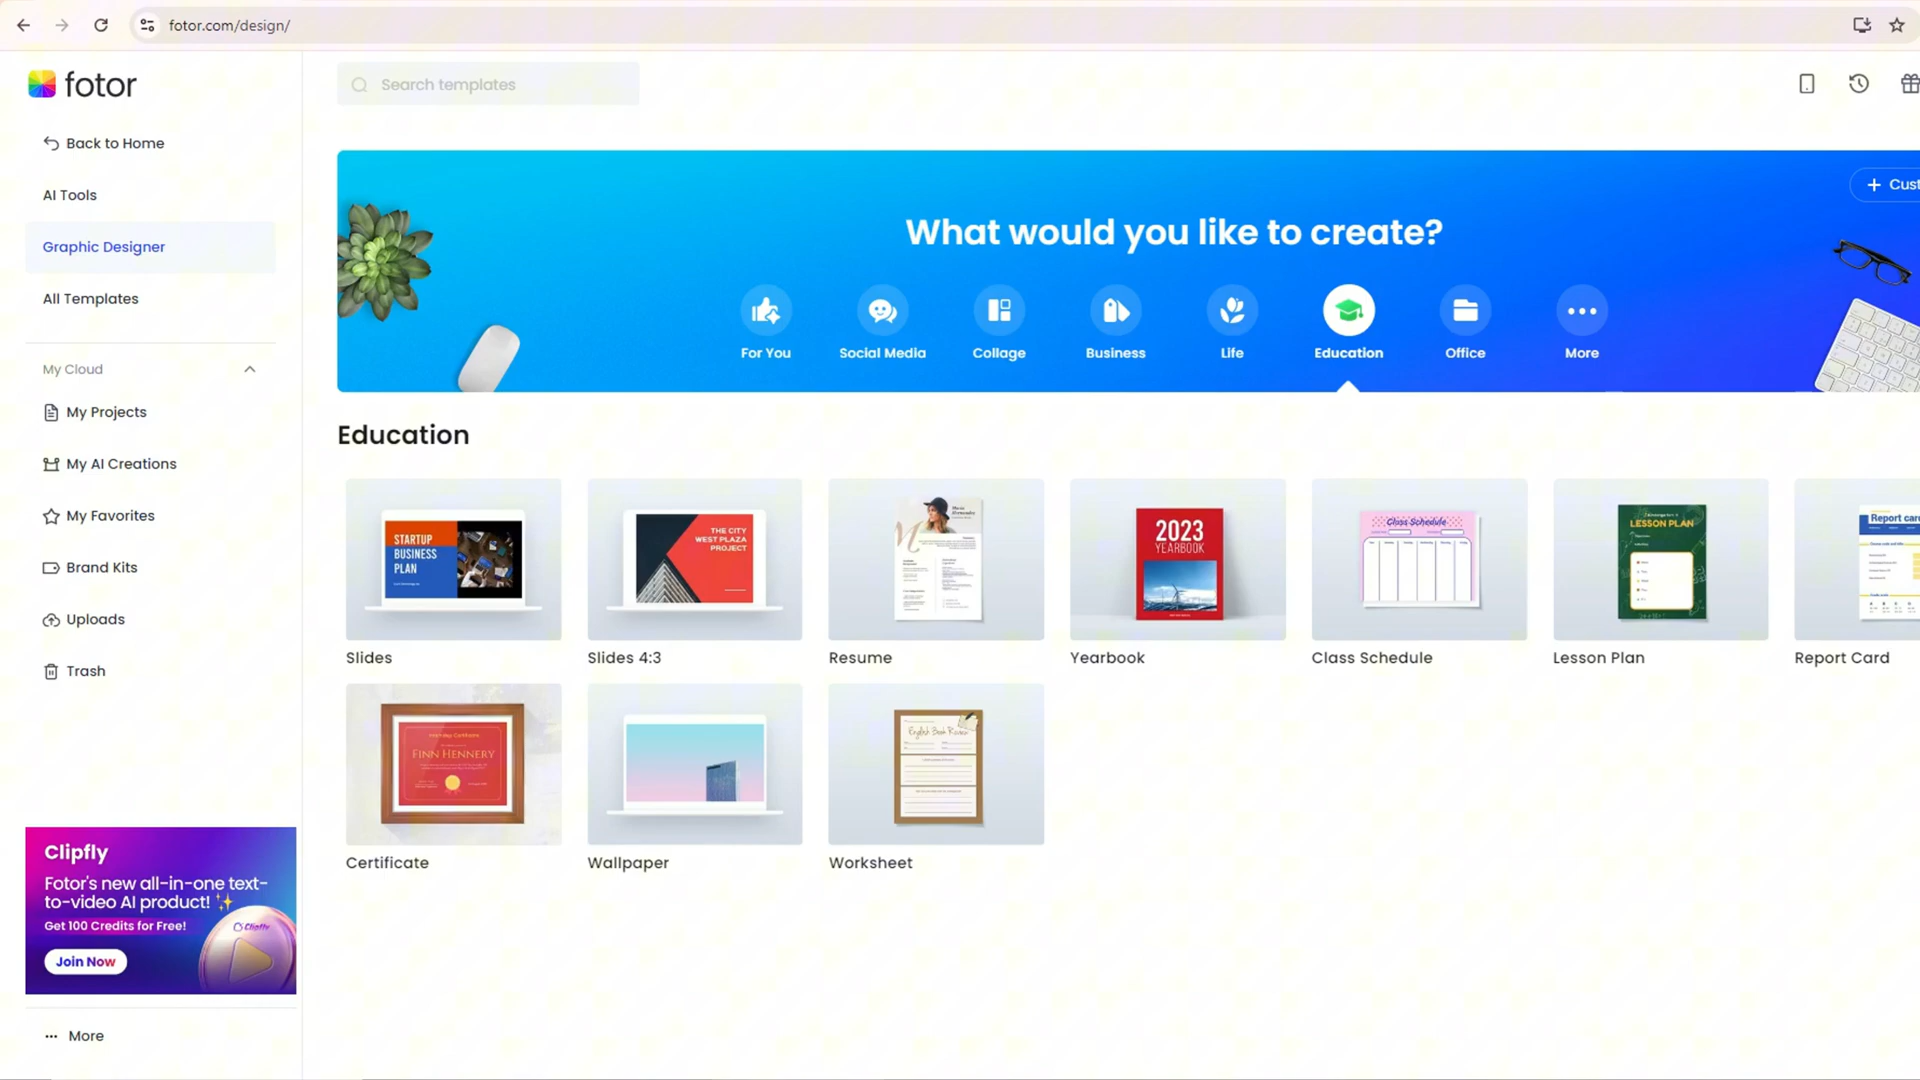 fotor.com/design/
fotor
Search templates
Back to Home
AI Tools
Graphic Designer
All Templates
My Cloud
My Projects
My AI Creations
My Favorites
Brand Kits
Uploads
Trash
Clipfly
Fotor's new all-in-one text-
to-video AI product! ✨
Get 100 Credits for Free!
Clipfly
Join Now
More
+ Cust
What would you like to create?
For You
Social Media
Collage
Business
Life
Education
Office
More
Education
STARTUP
BUSINESS
PLAN
THE CITY
WEST PLAZA
PROJECT
2023
YEARBOOK
Class Schedule
LESSON PLAN
Report card
Slides
Slides 4:3
Resume
Yearbook
Class Schedule
Lesson Plan
Report Card
FINN HENNERY
English Book Review
Certificate
Wallpaper
Worksheet